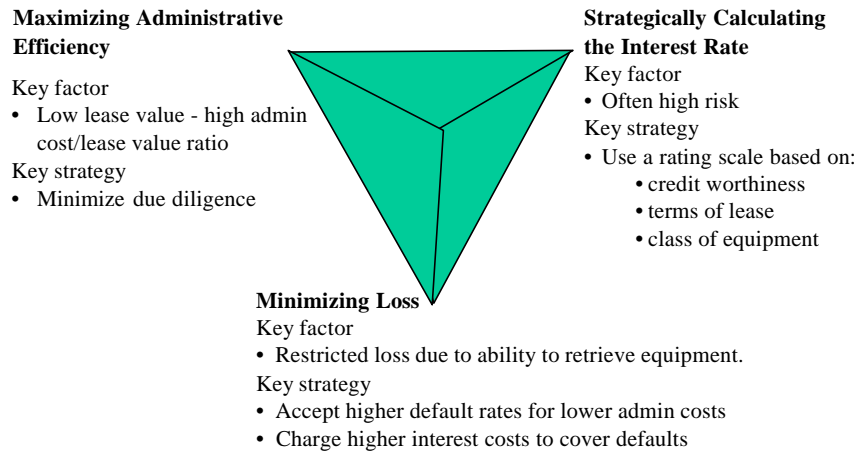 Maximizing Administrative
Efficiency
Key factor
• Low lease value - high admin
cost/lease value ratio
Key strategy
• Minimize due diligence
Strategically Calculating
the Interest Rate
Key factor
• Often high risk
Key strategy
• Use a rating scale based on:
• credit worthiness
• terms of lease
• class of equipment
Minimizing Loss
Key factor
• Restricted loss due to ability to retrieve equipment.
Key strategy
• Accept higher default rates for lower admin costs
• Charge higher interest costs to cover defaults